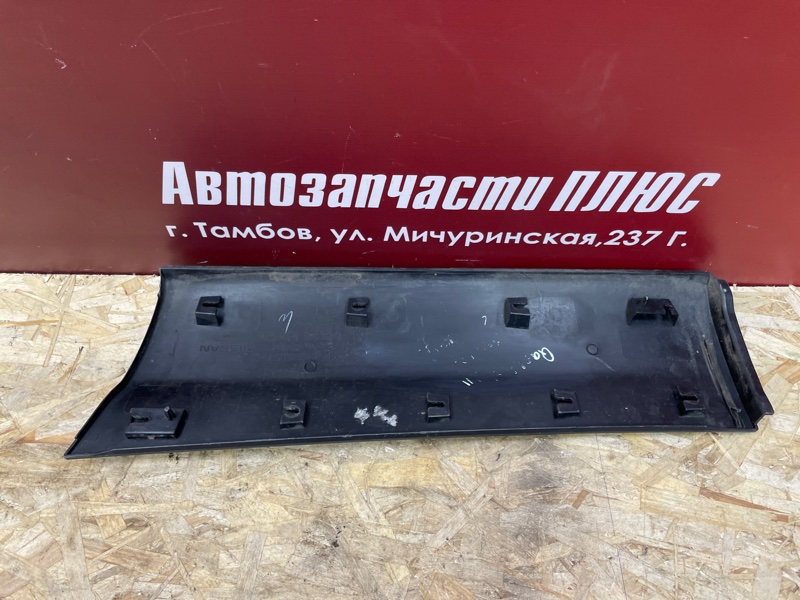 Автозапчасти ПЛЮС
г. Тамбов, ул. Мичуринская,237 Г.